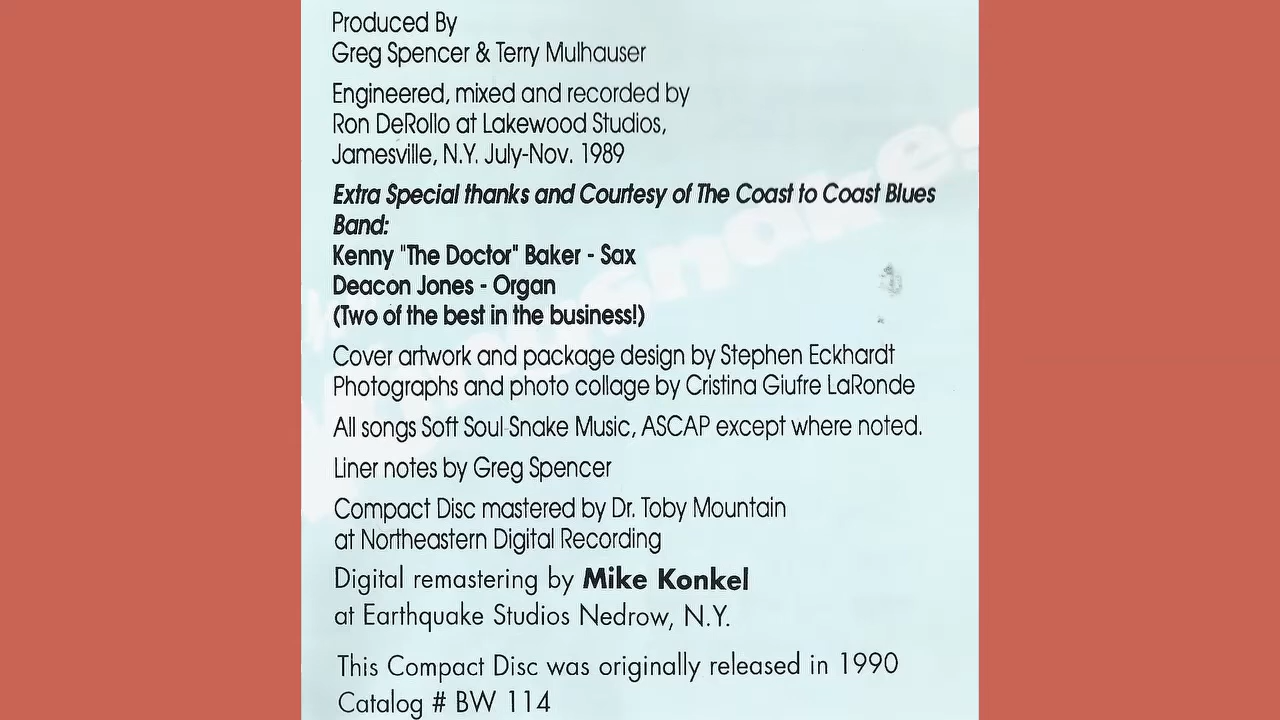 Produced By
Greg Spencer & Terry Mulhauser
Engineered, mixed and recorded by
Ron DeRollo at Lakewood Studios,
Jamesville, N.Y. July-Nov. 1989
Extra Special thanks and Courtesy of The Coast to Coast Blues
Band:
Kenny "The Doctor" Baker - Sax
Deacon Jones - Organ
(Two of the best in the business!)
Cover artwork and package design by Stephen Eckhardt
Photographs and photo collage by Cristina Giufre LaRonde
All songs Soft Soul-Snake Music, ASCAP except where noted.
Liner notes by Greg Spencer
Compact Disc mastered by Dr. Toby Mountain
at Northeastern Digital Recording
Digital remastering by Mike Konkel
at Earthquake Studios Nedrow, N.Y.
This Compact Disc was originally released in 1990
Catalog # BW 114